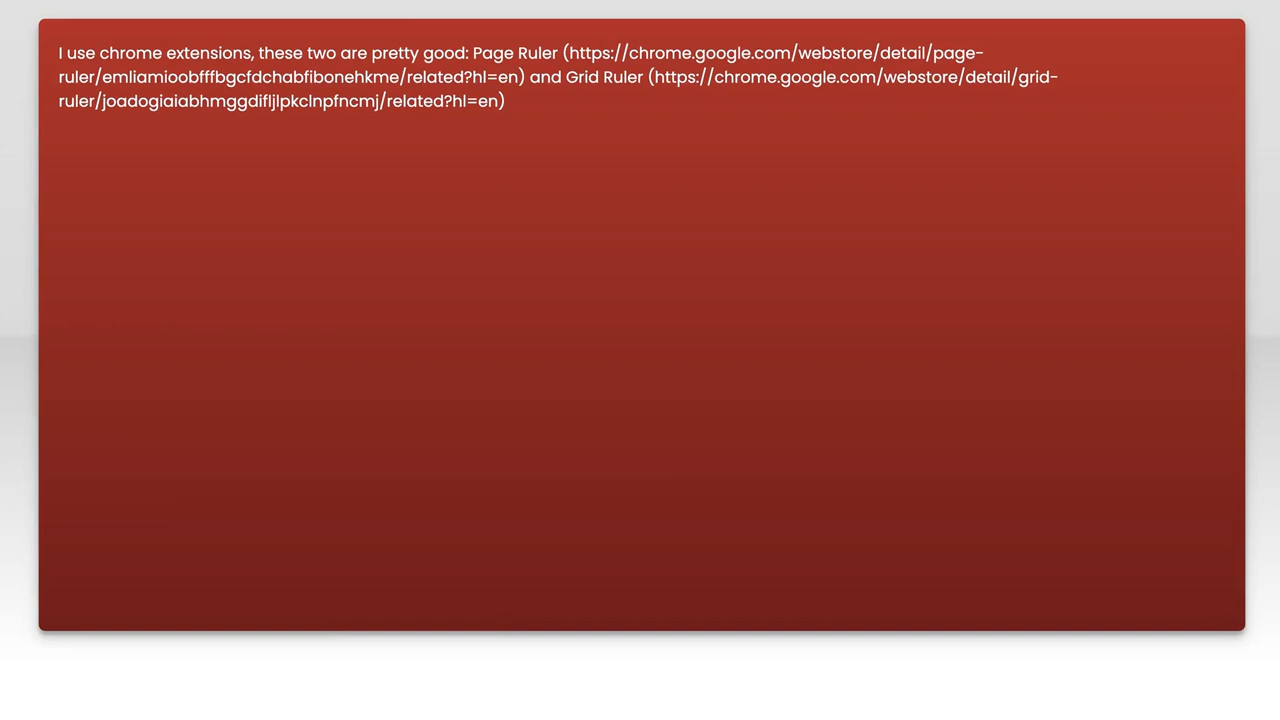 I use chrome extensions, these two are pretty good: Page Ruler (https://chrome.google.com/webstore/detail/page-
ruler/emliamioobfffbgcfdchabfibonehkme/related?hl=en) and Grid Ruler (https://chrome.google.com/webstore/detail/grid-
ruler/joadogiaiabhmggdifljlpkclnpfncmj/related?hl=en)